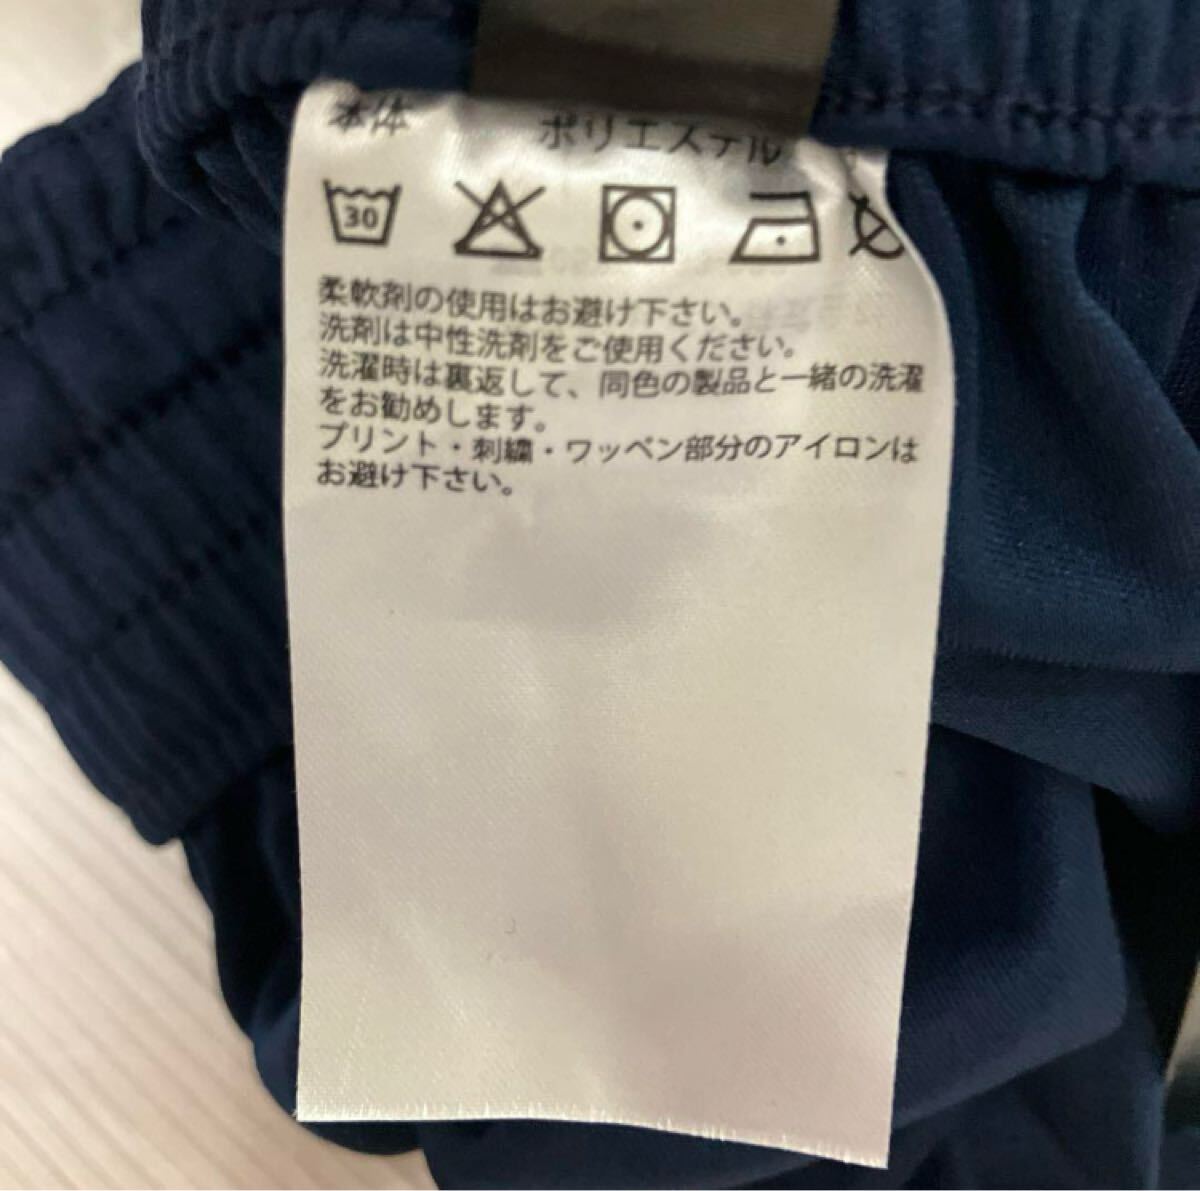 本体 ポリエステル
30
柔軟剤の使用はお避け下さい。
洗剤は中性洗剤をご使用ください。
洗濯時は裏返して、同色の製品と一緒の洗濯
をお勧めします。
プリント・刺繍・ワッペン部分のアイロンは
お避け下さい。